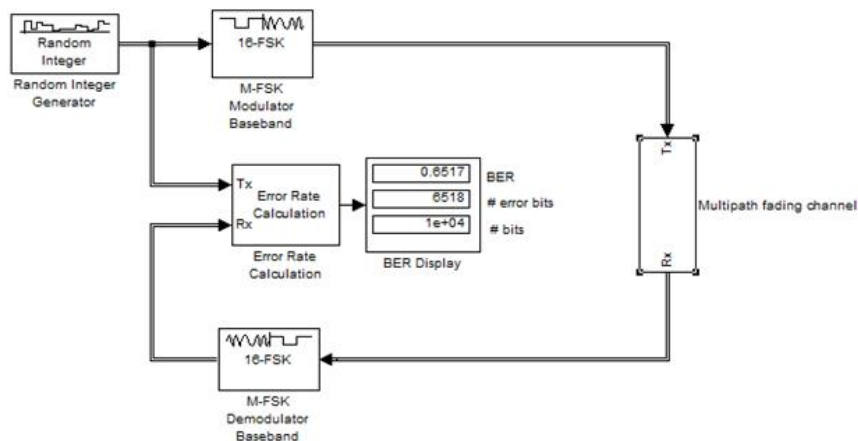 Random
Integer
Random Integer
Generator
16-FSK
M-FSK
Modulator
Baseband
Tx
Rx
Multipath fading channel
Tx
Rx
Error Rate
Calculation
Error Rate
Calculation
0.6517
6518
1e+04
BER
# error bits
# bits
BER Display
16-FSK
M-FSK
Demodulator
Baseband